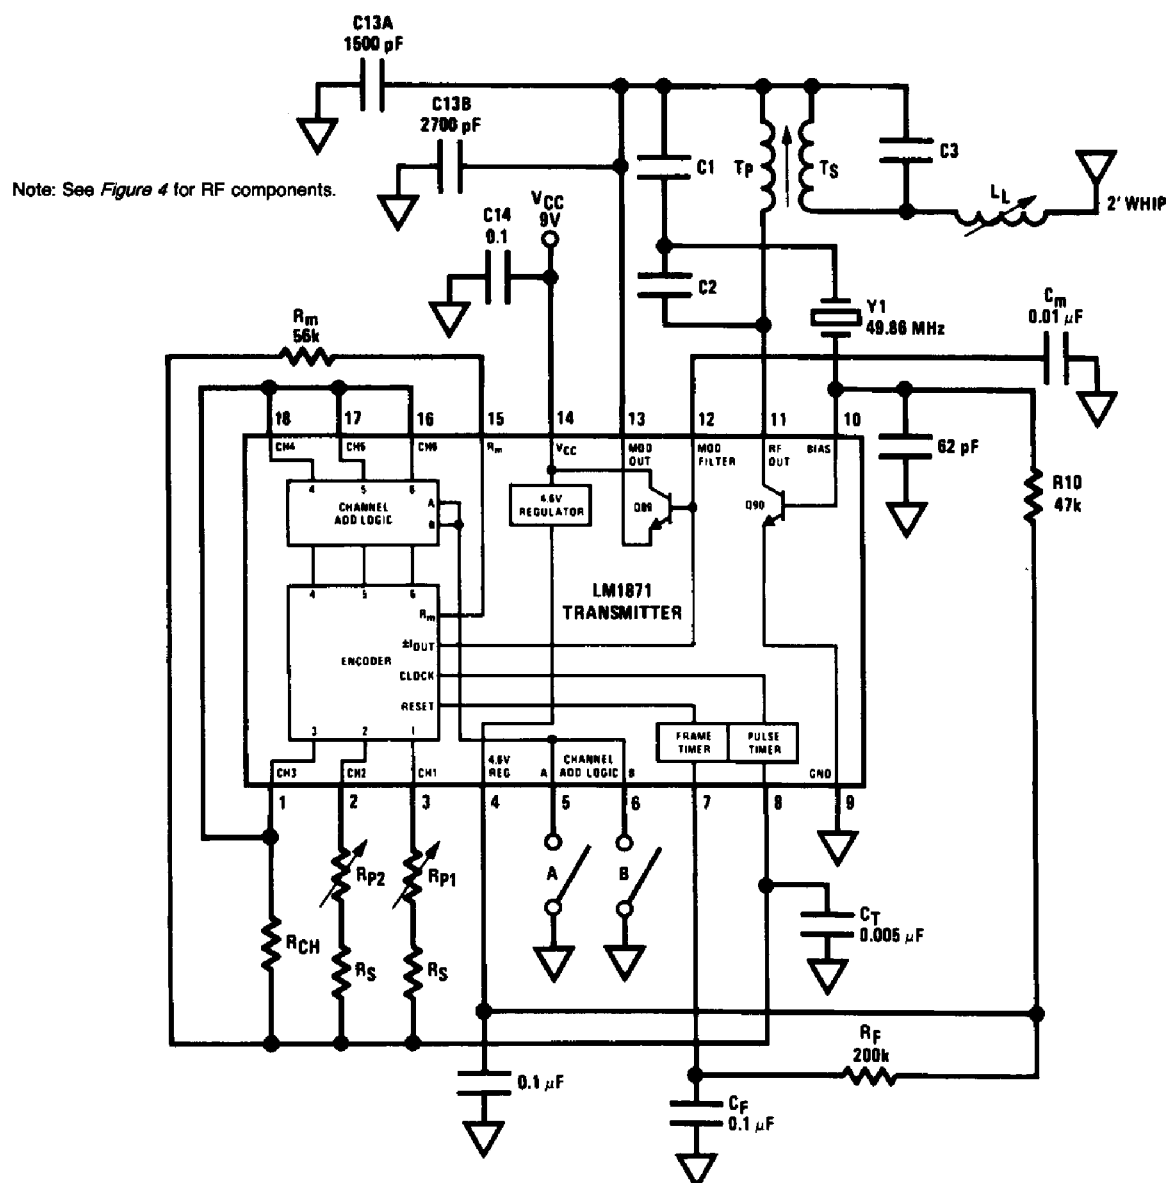 C13A
1500 pF
C13B
2700 pF
Note: See Figure 4 for RF components.
C1
TP
TS
C3
LL
2' WHIP
VCC
9V
C14
0.1
C2
Y1
49.86 MHz
Cm
0.01 μF
Rm
56k
18
17
16
15
14
13
12
11
10
CH4
CH5
CH6
Rm
VCC
MOD
OUT
MOD
FILTER
RF
OUT
BIAS
62 pF
R10
47k
4
5
6
A
B
CHANNEL
ADD LOGIC
4.6V
REGULATOR
Q89
Q90
4
5
6
LM1871
TRANSMITTER
Rm
±IOUT
ENCODER
CLOCK
RESET
3
2
1
FRAME
TIMER
PULSE
TIMER
CH3
CH2
CH1
4.6V
REG
A
CHANNEL
ADD LOGIC
B
GND
1
2
3
4
5
6
7
8
9
RP2
RP1
A
B
RCH
RS
RS
CT
0.005 μF
RF
200k
0.1 μF
CF
0.1 μF